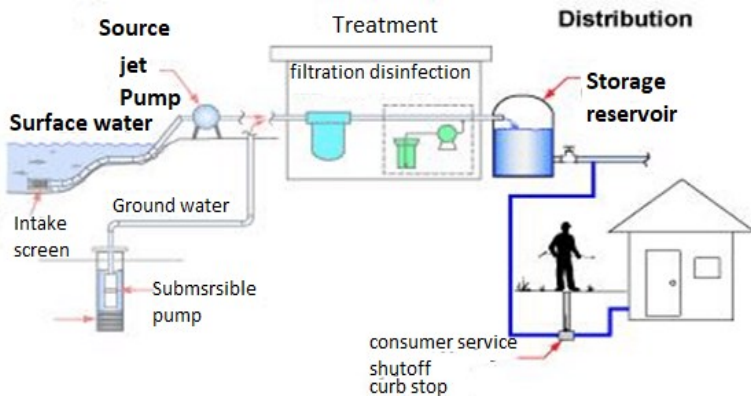 Source
jet
Pump
Surface water
Intake
screen
Ground water
Submsrsible
pump
Treatment
filtration disinfection
Distribution
Storage
reservoir
consumer service
shutoff
curb stop